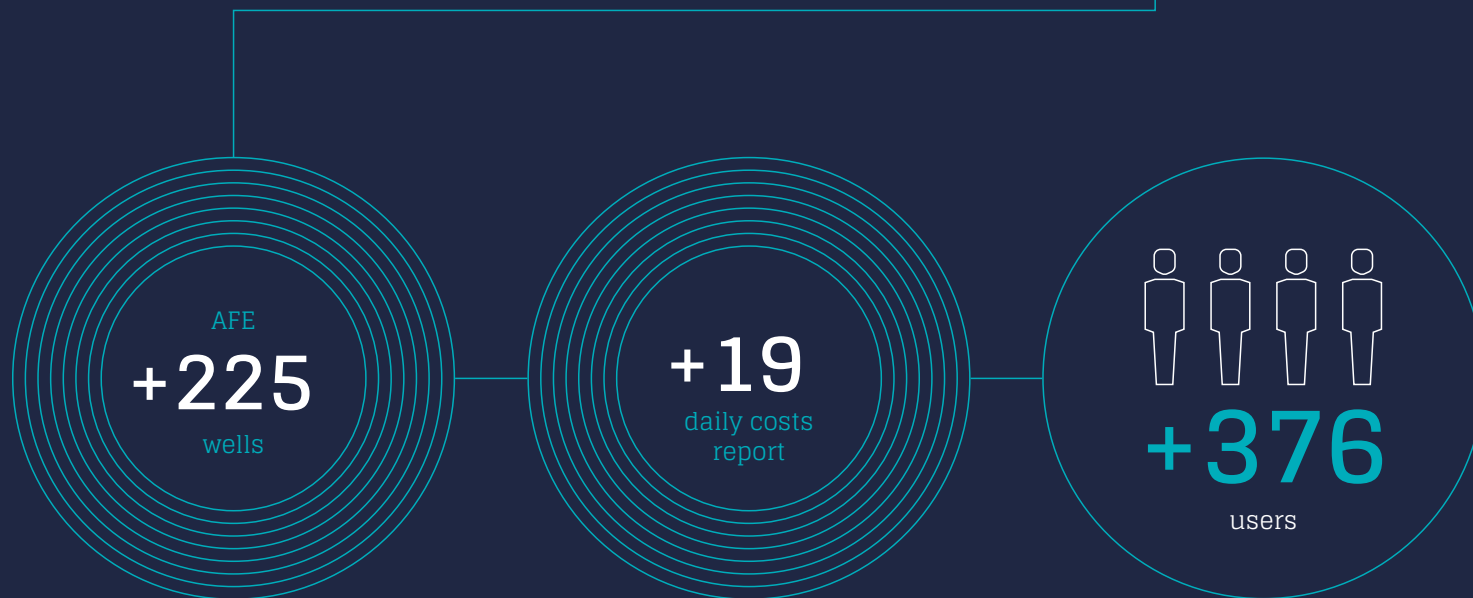 AFE
+225
wells
+19
daily costs
report
+376
users